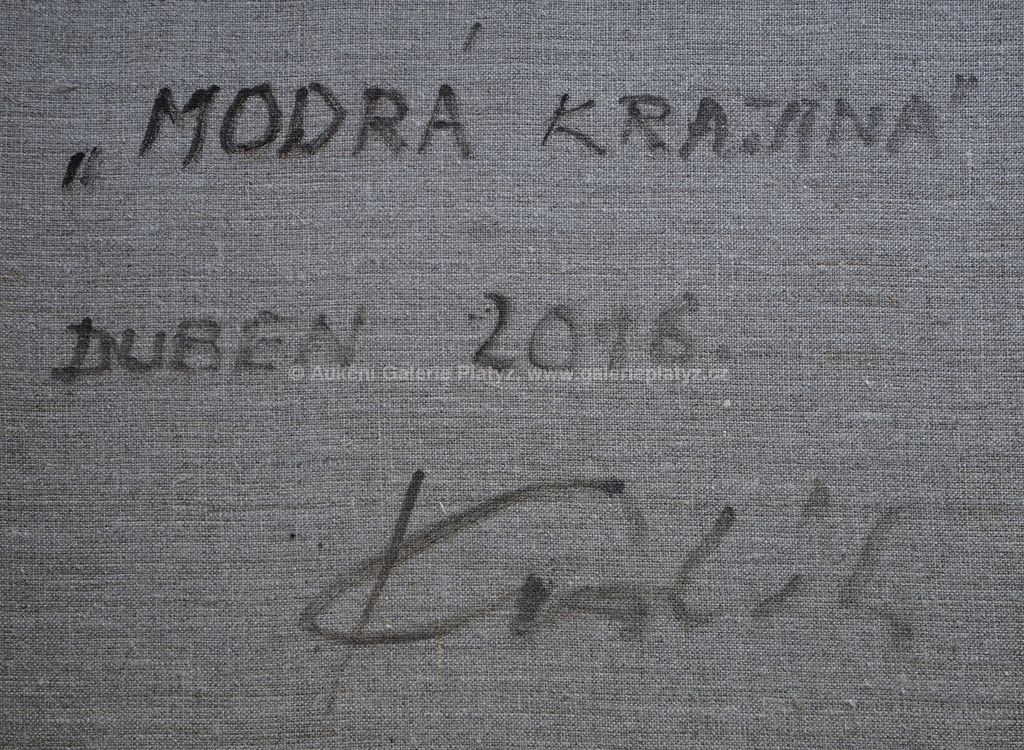 „MODRÁ KRAJINA"
DUBEN 2016.
© Aukční Galerie Platýz, www.galerieplatyz.cz